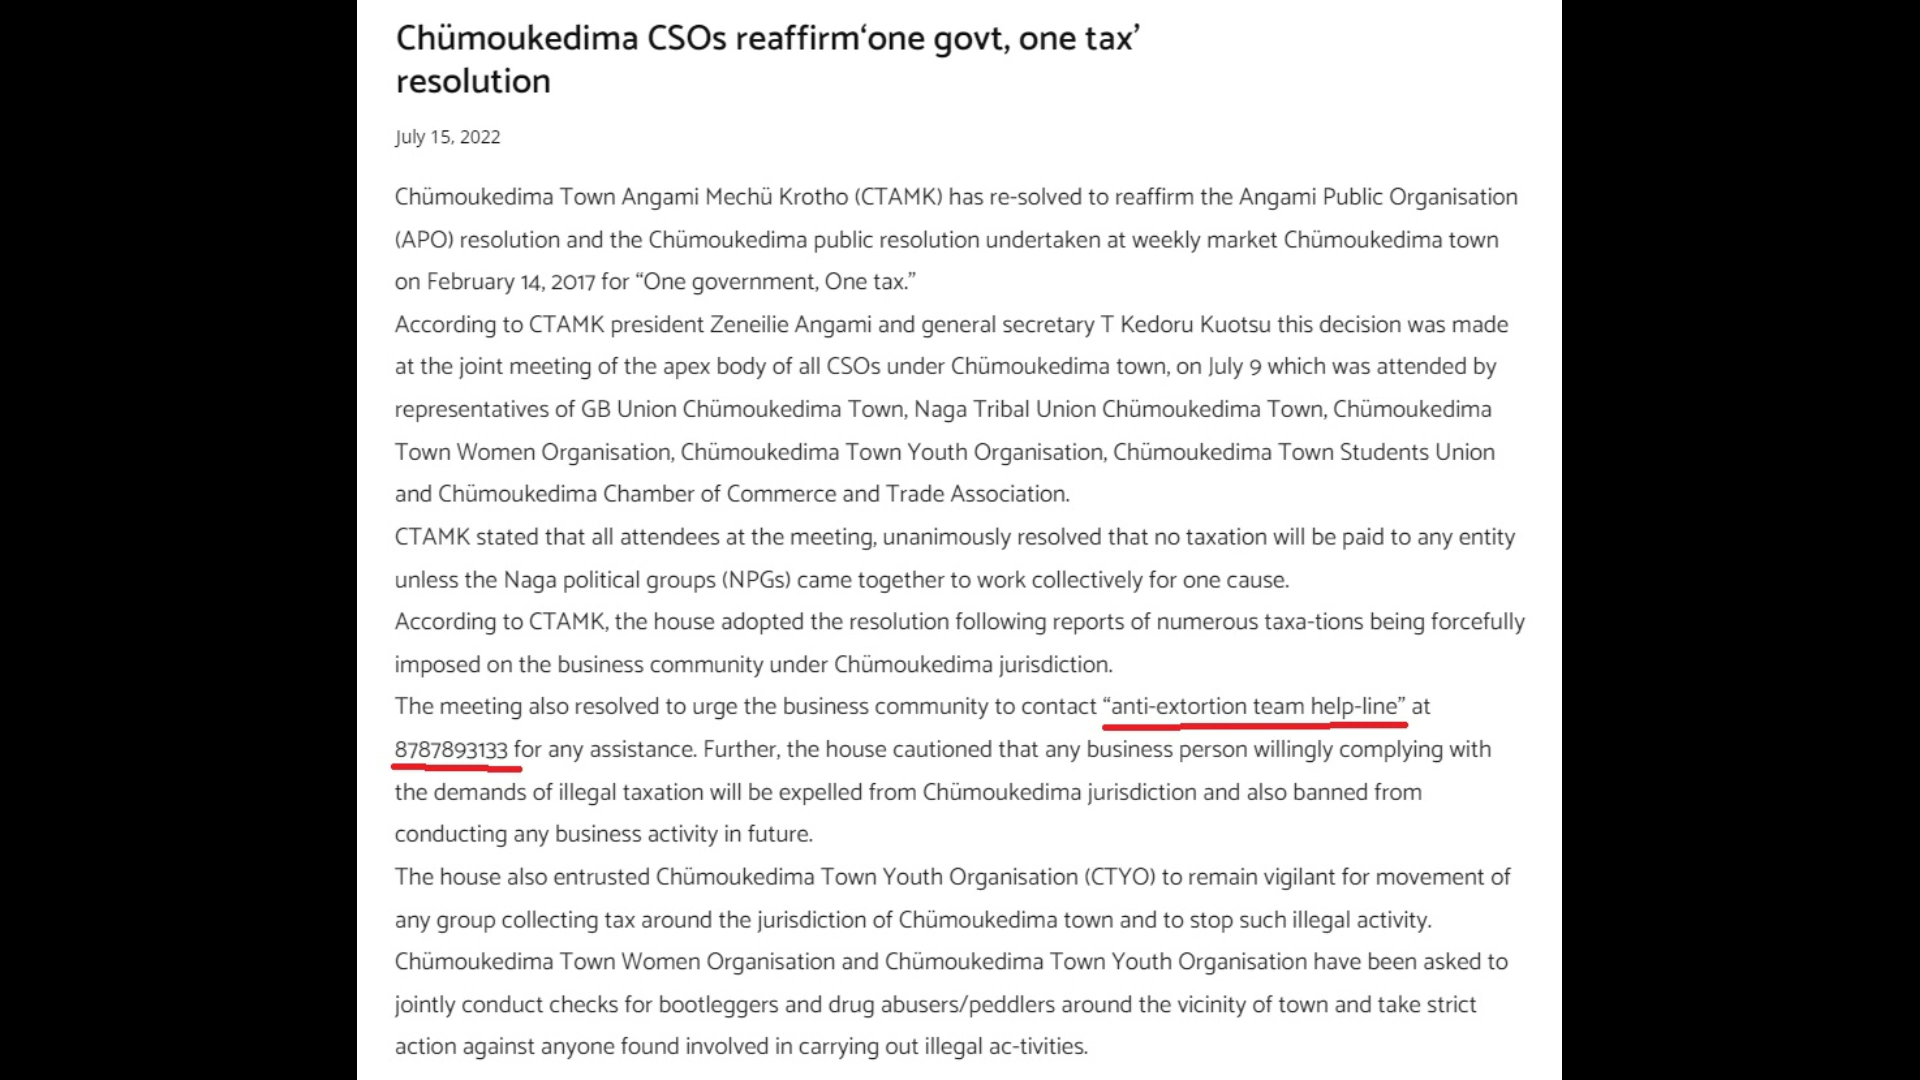 Chümoukedima CSOs reaffirm‘one govt, one tax’
resolution
July 15, 2022
Chümoukedima Town Angami Mechü Krotho (CTAMK) has re-solved to reaffirm the Angami Public Organisation
(APO) resolution and the Chümoukedima public resolution undertaken at weekly market Chümoukedima town
on February 14, 2017 for “One government, One tax.”
According to CTAMK president Zeneilie Angami and general secretary T Kedoru Kuotsu this decision was made
at the joint meeting of the apex body of all CSOs under Chümoukedima town, on July 9 which was attended by
representatives of GB Union Chümoukedima Town, Naga Tribal Union Chümoukedima Town, Chümoukedima
Town Women Organisation, Chümoukedima Town Youth Organisation, Chümoukedima Town Students Union
and Chümoukedima Chamber of Commerce and Trade Association.
CTAMK stated that all attendees at the meeting, unanimously resolved that no taxation will be paid to any entity
unless the Naga political groups (NPGs) came together to work collectively for one cause.
According to CTAMK, the house adopted the resolution following reports of numerous taxa-tions being forcefully
imposed on the business community under Chümoukedima jurisdiction.
The meeting also resolved to urge the business community to contact “anti-extortion team help-line” at
8787893133 for any assistance. Further, the house cautioned that any business person willingly complying with
the demands of illegal taxation will be expelled from Chümoukedima jurisdiction and also banned from
conducting any business activity in future.
The house also entrusted Chümoukedima Town Youth Organisation (CTYO) to remain vigilant for movement of
any group collecting tax around the jurisdiction of Chümoukedima town and to stop such illegal activity.
Chümoukedima Town Women Organisation and Chümoukedima Town Youth Organisation have been asked to
jointly conduct checks for bootleggers and drug abusers/peddlers around the vicinity of town and take strict
action against anyone found involved in carrying out illegal ac-tivities.